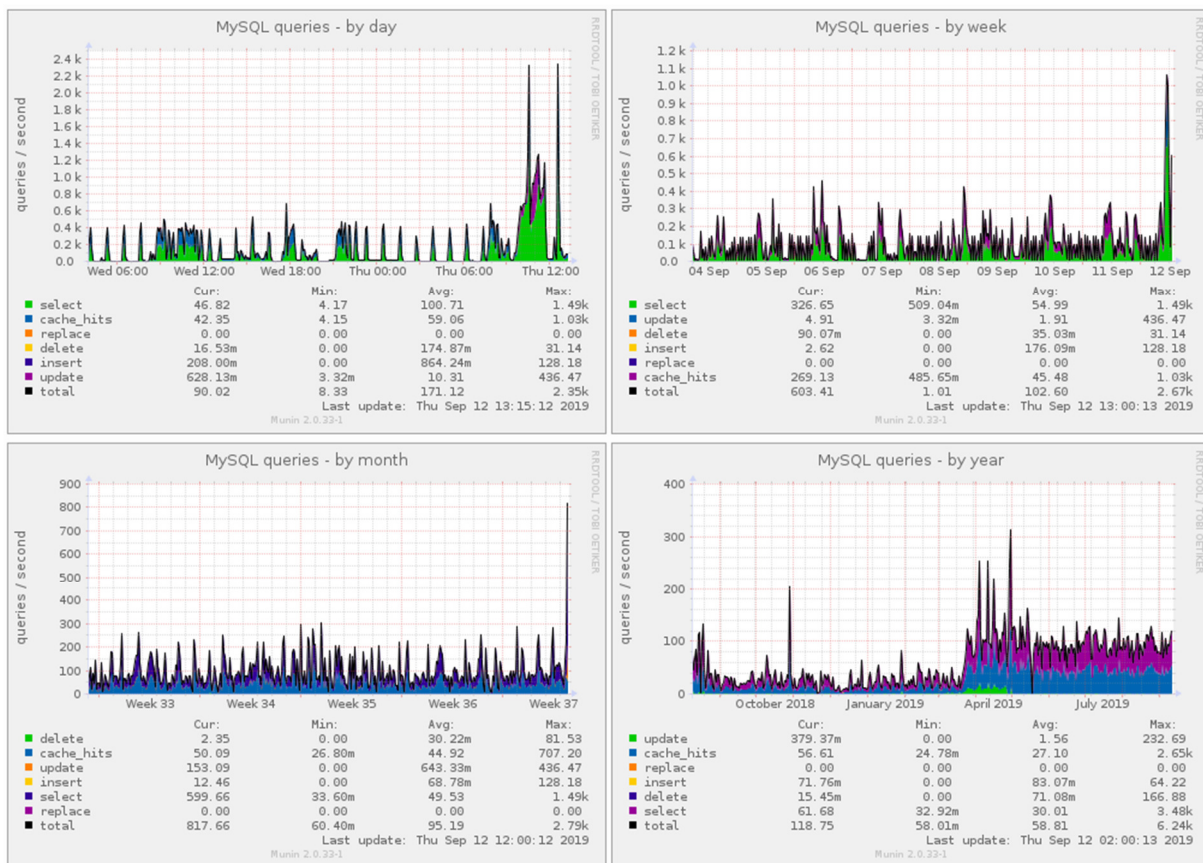 MySQL queries - by day
RRDTOOL / TOBI OETIKER
queries / second
2.4 k
2.2 k
2.0 k
1.8 k
1.6 k
1.4 k
1.2 k
1.0 k
0.8 k
0.6 k
0.4 k
0.2 k
0.0
Wed 06:00 Wed 12:00 Wed 18:00 Thu 00:00 Thu 06:00 Thu 12:00
Cur: Min: Avg: Max:
select 46.82 4.17 100.71 1.49k
cache_hits 42.35 4.15 59.06 1.03k
replace 0.00 0.00 0.00 0.00
delete 16.53m 0.00 174.87m 31.14
insert 208.00m 0.00 864.24m 128.18
update 628.13m 3.32m 10.31 436.47
total 90.02 8.33 171.12 2.35k
Last update: Thu Sep 12 13:15:12 2019
Munin 2.0.33-1
MySQL queries - by week
RRDTOOL / TOBI OETIKER
queries / second
1.2 k
1.1 k
1.0 k
0.9 k
0.8 k
0.7 k
0.6 k
0.5 k
0.4 k
0.3 k
0.2 k
0.1 k
0.0
04 Sep 05 Sep 06 Sep 07 Sep 08 Sep 09 Sep 10 Sep 11 Sep 12 Sep
Cur: Min: Avg: Max:
select 326.65 509.04m 54.99 1.49k
update 4.91 3.32m 1.91 436.47
delete 90.07m 0.00 35.03m 31.14
insert 2.62 0.00 176.09m 128.18
replace 0.00 0.00 0.00 0.00
cache_hits 269.13 485.65m 45.48 1.03k
total 603.41 1.01 102.60 2.67k
Last update: Thu Sep 12 13:00:13 2019
Munin 2.0.33-1
MySQL queries - by month
RRDTOOL / TOBI OETIKER
queries / second
900
800
700
600
500
400
300
200
100
0
Week 33 Week 34 Week 35 Week 36 Week 37
Cur: Min: Avg: Max:
delete 2.35 0.00 30.22m 81.53
cache_hits 50.09 26.80m 44.92 707.20
update 153.09 0.00 643.33m 436.47
insert 12.46 0.00 68.78m 128.18
select 599.66 33.60m 49.53 1.49k
replace 0.00 0.00 0.00 0.00
total 817.66 60.40m 95.19 2.79k
Last update: Thu Sep 12 12:00:12 2019
Munin 2.0.33-1
MySQL queries - by year
RRDTOOL / TOBI OETIKER
queries / second
400
300
200
100
0
October 2018 January 2019 April 2019 July 2019
Cur: Min: Avg: Max:
update 379.37m 0.00 1.56 232.69
cache_hits 56.61 24.78m 27.10 2.65k
replace 0.00 0.00 0.00 0.00
insert 71.76m 0.00 83.07m 64.22
delete 15.45m 0.00 71.08m 166.88
select 61.68 32.92m 30.01 3.48k
total 118.75 58.01m 58.81 6.24k
Last update: Thu Sep 12 02:00:13 2019
Munin 2.0.33-1